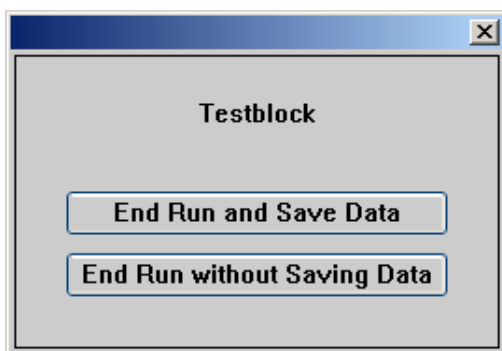 Testblock
End Run and Save Data
End Run without Saving Data